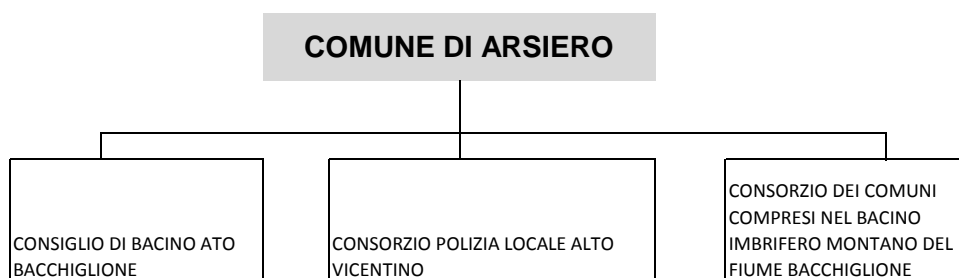 COMUNE DI ARSIERO
CONSIGLIO DI BACINO ATO
BACCHIGLIONE
CONSORZIO POLIZIA LOCALE ALTO
VICENTINO
CONSORZIO DEI COMUNI
COMPRESI NEL BACINO
IMBRIFERO MONTANO DEL
FIUME BACCHIGLIONE